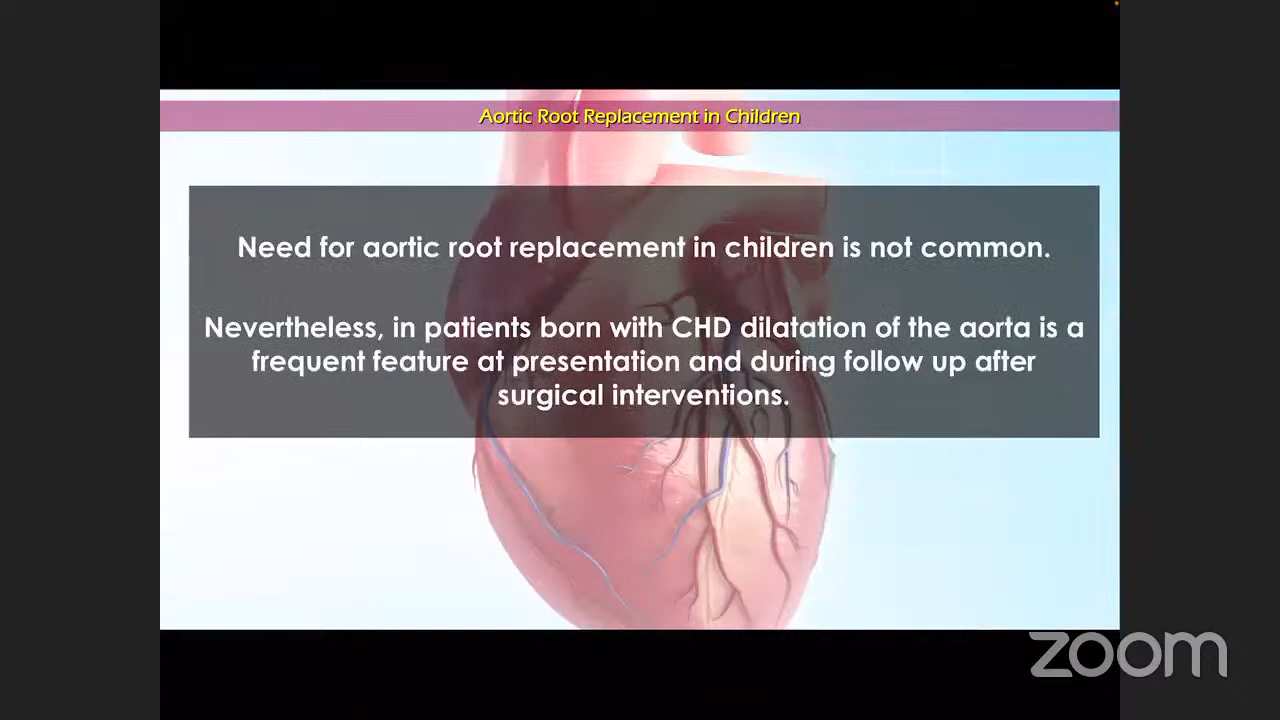 Aortic Root Replacement in Children
Need for aortic root replacement in children is not common.
Nevertheless, in patients born with CHD dilatation of the aorta is a
frequent feature at presentation and during follow up after
surgical interventions.
zoom